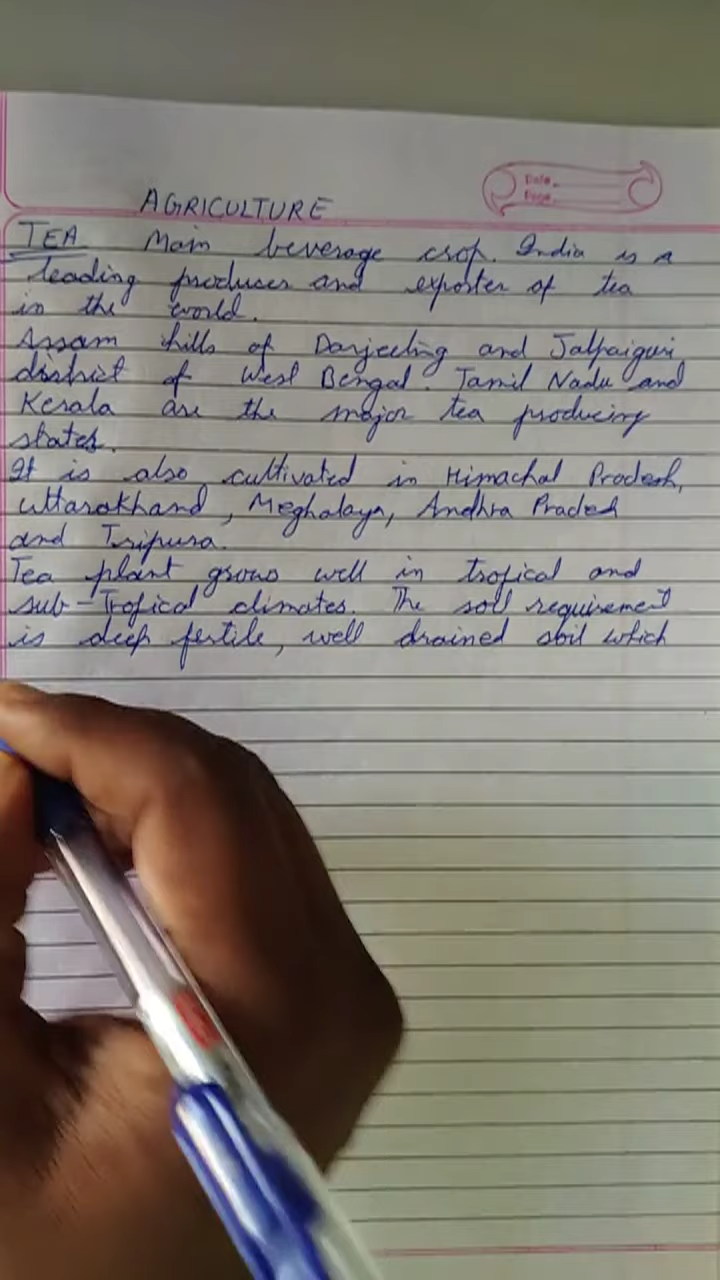 AGRICULTURE
Date.
Page.
TEA Main beverage crop. India is a
leading producer and exporter of tea
in the world.
Assam hills of Darjeeling and Jalpaiguri
district of West Bengal. Tamil Nadu and
Kerala are the major tea producing
states.
It is also cultivated in Himachal Pradesh,
Uttarakhand, Meghalaya, Andhra Pradesh
and Tripura.
Tea plant grows well in tropical and
sub-Tropical climates. The soil requirement
is deep fertile, well drained soil which